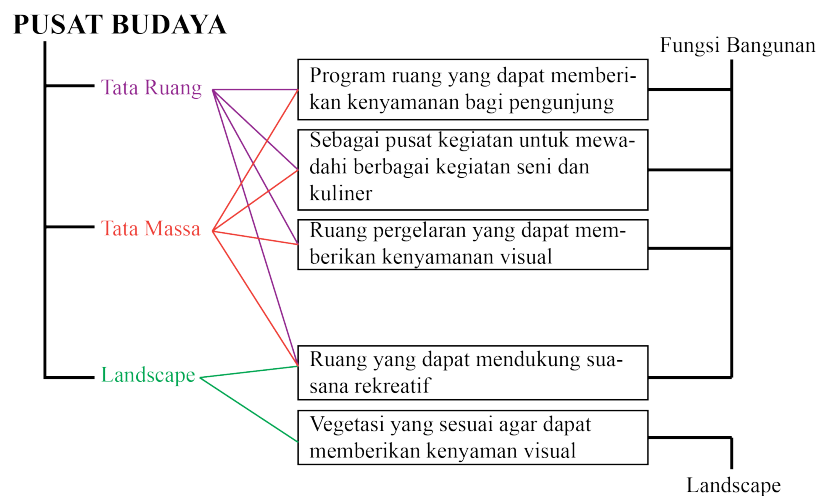 PUSAT BUDAYA
Fungsi Bangunan
Tata Ruang
Program ruang yang dapat memberi-
kan kenyamanan bagi pengunjung
Sebagai pusat kegiatan untuk mewa-
dahi berbagai kegiatan seni dan
kuliner
Tata Massa
Ruang pergelaran yang dapat mem-
berikan kenyamanan visual
Landscape
Ruang yang dapat mendukung sua-
sana rekreatif
Vegetasi yang sesuai agar dapat
memberikan kenyaman visual
Landscape